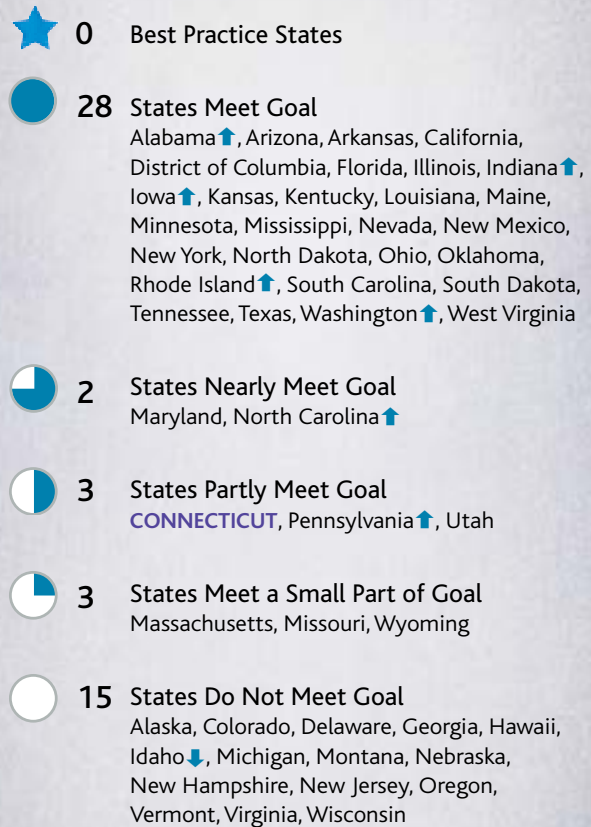 0 Best Practice States
28 States Meet Goal
Alabama⬆, Arizona, Arkansas, California,
District of Columbia, Florida, Illinois, Indiana⬆,
Iowa⬆, Kansas, Kentucky, Louisiana, Maine,
Minnesota, Mississippi, Nevada, New Mexico,
New York, North Dakota, Ohio, Oklahoma,
Rhode Island⬆, South Carolina, South Dakota,
Tennessee, Texas, Washington⬆, West Virginia
2 States Nearly Meet Goal
Maryland, North Carolina⬆
3 States Partly Meet Goal
CONNECTICUT, Pennsylvania⬆, Utah
3 States Meet a Small Part of Goal
Massachusetts, Missouri, Wyoming
15 States Do Not Meet Goal
Alaska, Colorado, Delaware, Georgia, Hawaii,
Idaho⬇, Michigan, Montana, Nebraska,
New Hampshire, New Jersey, Oregon,
Vermont, Virginia, Wisconsin